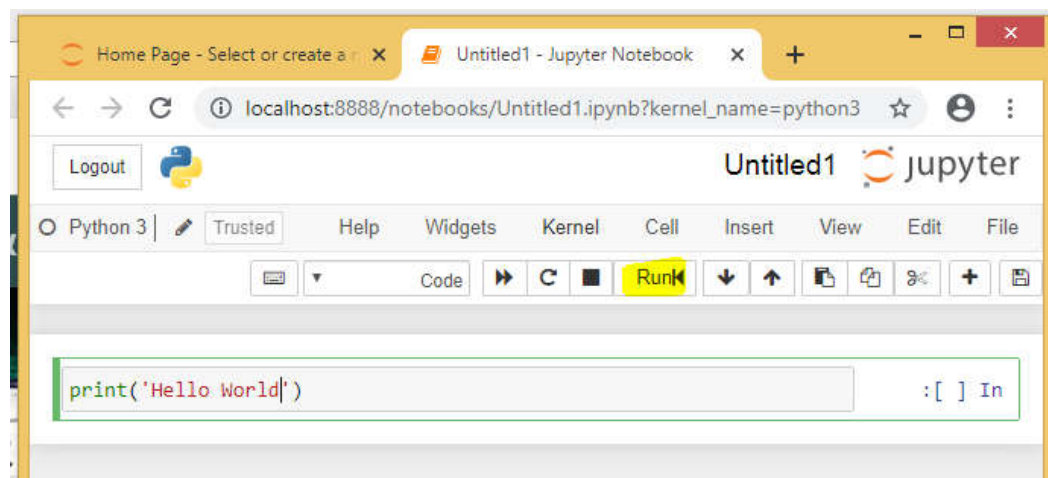 Home Page - Select or create a n
Untitled1 - Jupyter Notebook
localhost:8888/notebooks/Untitled1.ipynb?kernel_name=python3
Logout
Untitled1
jupyter
Python 3
Trusted
Help
Widgets
Kernel
Cell
Insert
View
Edit
File
Code
Run
print('Hello World')
:[ ] In